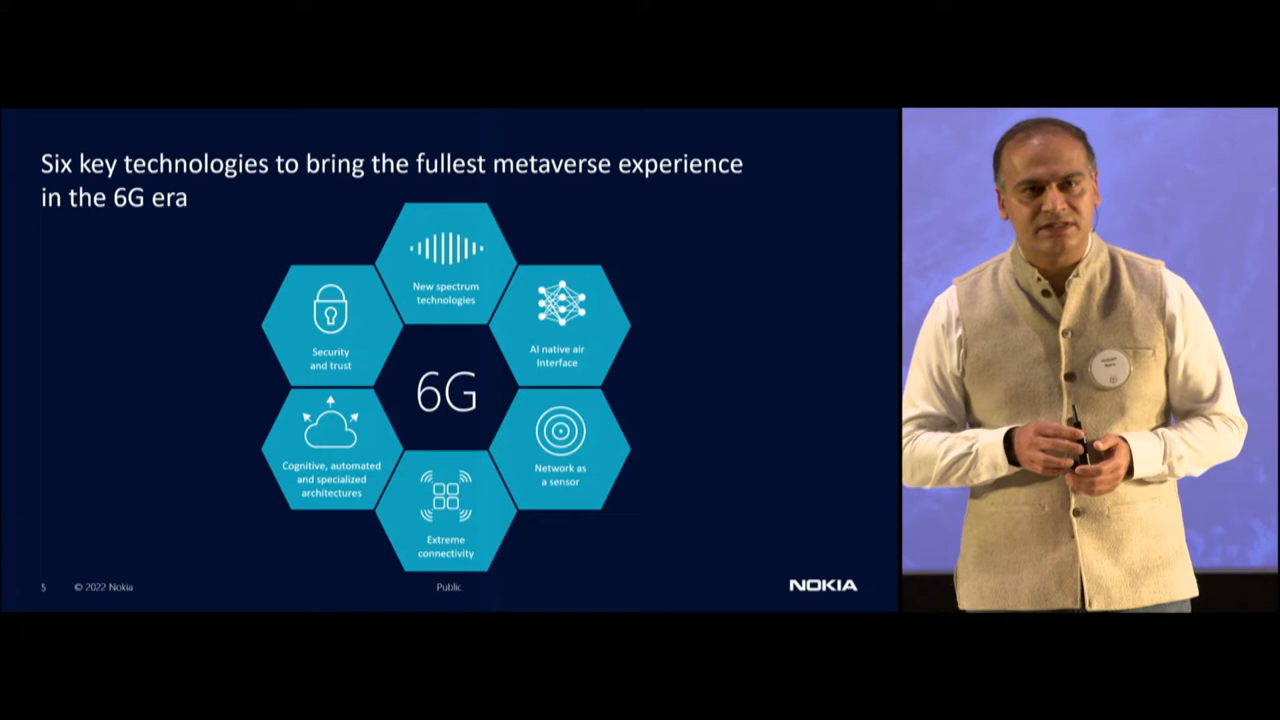 Six key technologies to bring the fullest metaverse experience
in the 6G era
New spectrum
technologies
Security
and trust
AI native air
Interface
6G
Cognitive, automated
and specialized
architectures
Network as
a sensor
Extreme
connectivity
5
© 2022 Nokia
Public
NOKIA